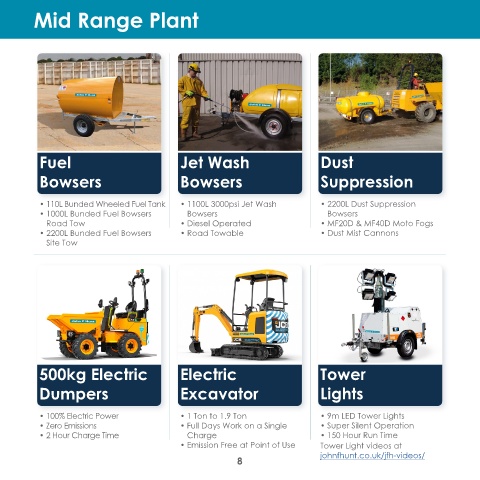 Mid Range Plant
Fuel
Bowsers
• 110L Bunded Wheeled Fuel Tank
• 1000L Bunded Fuel Bowsers
Road Tow
• 2200L Bunded Fuel Bowsers
Site Tow
Jet Wash
Bowsers
• 1100L 3000psi Jet Wash
Bowsers
• Diesel Operated
• Road Towable
Dust
Suppression
• 2200L Dust Suppression
Bowsers
• MF20D & MF40D Moto Fogs
• Dust Mist Cannons
500kg Electric
Dumpers
• 100% Electric Power
• Zero Emissions
• 2 Hour Charge Time
JCB
Electric
Excavator
• 1 Ton to 1.9 Ton
• Full Days Work on a Single
Charge
• Emission Free at Point of Use
Tower
Lights
• 9m LED Tower Lights
• Super Silent Operation
• 150 Hour Run Time
Tower Light videos at
johnfhunt.co.uk/jfh-videos/
8